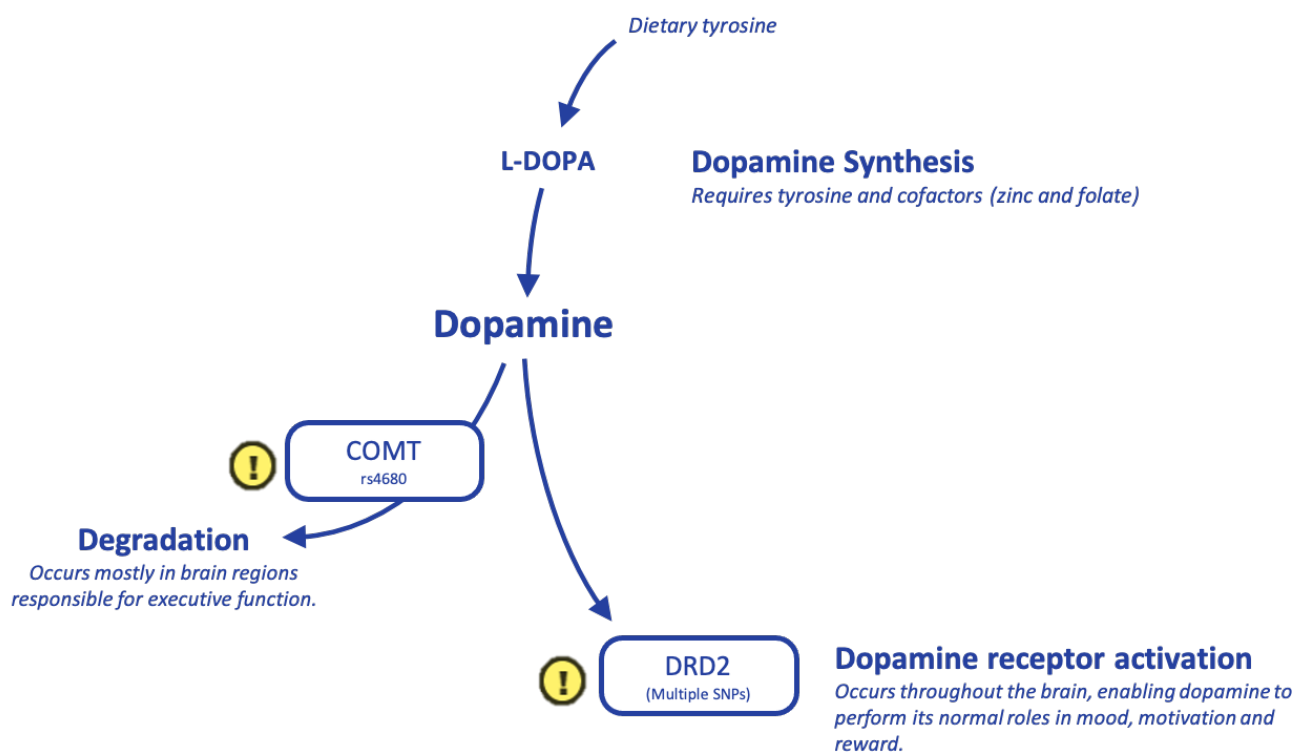 Dietary tyrosine
L-DOPA
Dopamine Synthesis
Requires tyrosine and cofactors (zinc and folate)
Dopamine
!
COMT
rs4680
Degradation
Occurs mostly in brain regions
responsible for executive function.
!
DRD2
(Multiple SNPs)
Dopamine receptor activation
Occurs throughout the brain, enabling dopamine to
perform its normal roles in mood, motivation and
reward.